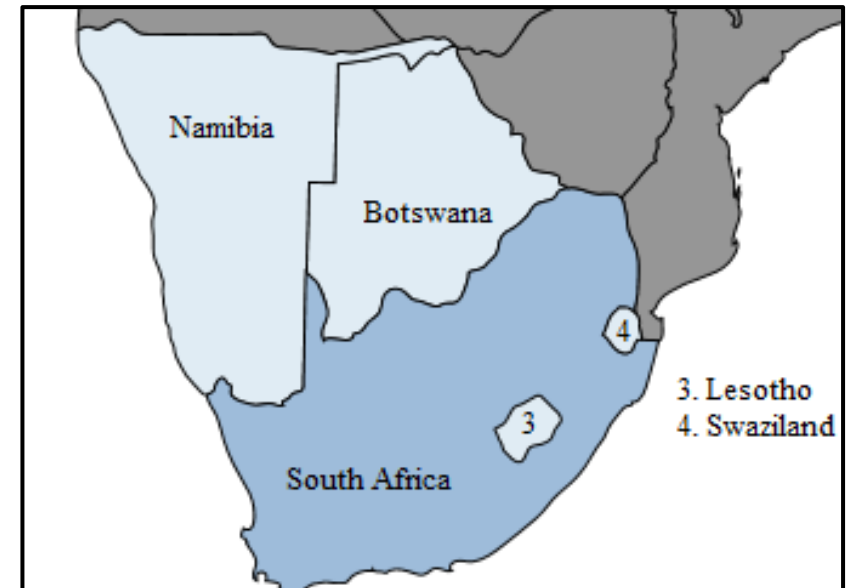 Namibia
Botswana
4
3. Lesotho
4. Swaziland
3
South Africa